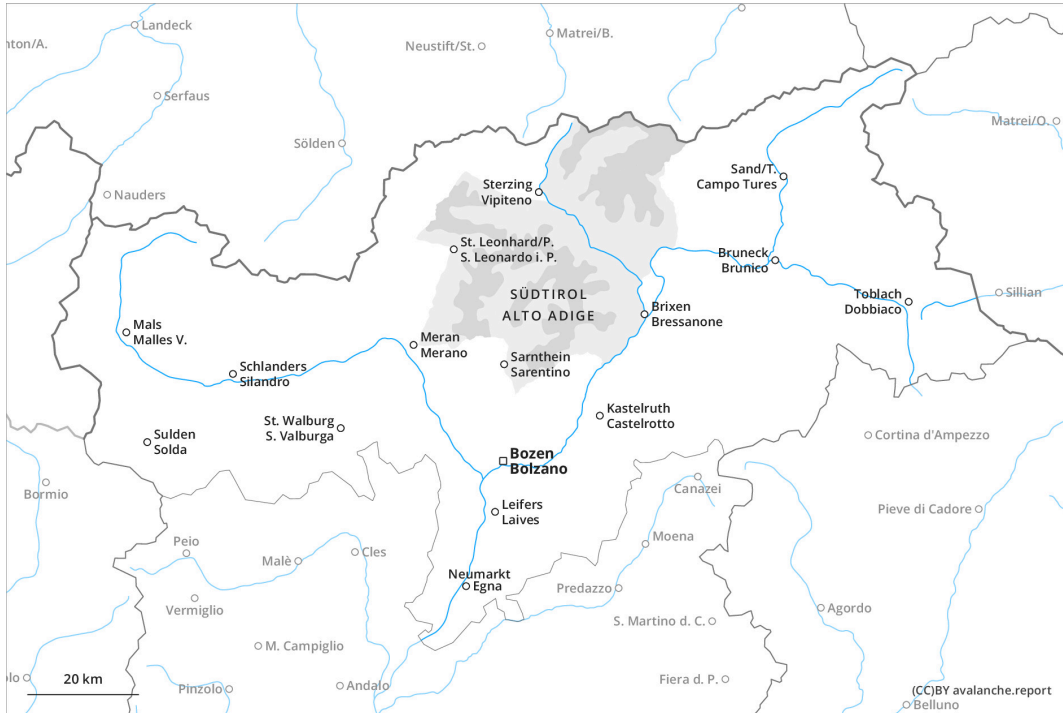 Landeck
nton/A.
Neustift/St.
Matrei/B.
Serfaus
Sölden
Matrei/O.
Nauders
Sterzing
Vipiteno
Sand/T.
Campo Tures
St. Leonhard/P.
S. Leonardo i. P.
Bruneck
Brunico
SÜDTIROL
ALTO ADIGE
Toblach
Dobbiaco
Sillian
Brixen
Bressanone
Mals
Malles V.
Meran
Merano
Sarnthein
Sarentino
Schlanders
Silandro
Kastelruth
Castelrotto
St. Walburg
S. Valburga
Sulden
Solda
Cortina d'Ampezzo
Bozen
Bolzano
Bormio
Canazei
Leifers
Laives
Pieve di Cadore
Peio
Malè
Cles
Moena
Neumarkt
Egna
Predazzo
Vermiglio
Agordo
S. Martino d. C.
M. Campiglio
olo
20 km
Pinzolo
Andalo
Fiera d. P.
(CC)BY avalanche.report
Belluno